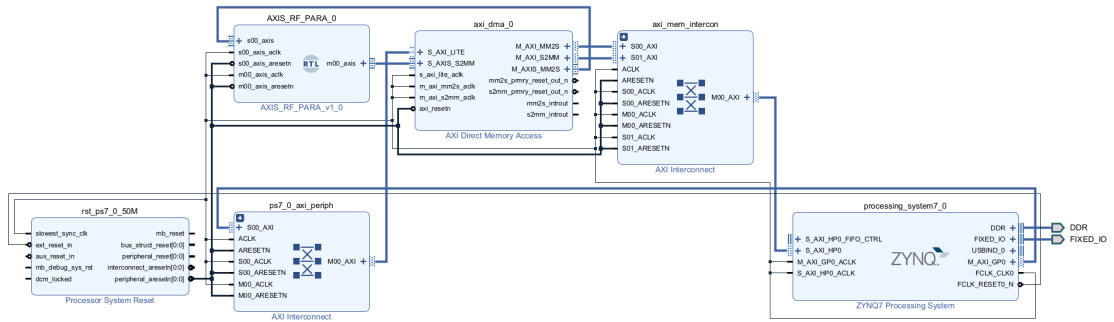 AXIS_RF_PARA_0
s00_axis
s00_axis_aclk
s00_axis_aresetn
m00_axis_aclk
m00_axis_aresetn
RTL
m00_axis
AXIS_RF_PARA_v1_0
axi_dma_0
S_AXI_LITE
S_AXIS_S2MM
s_axi_lite_aclk
m_axi_mm2s_aclk
m_axi_s2mm_aclk
axi_resetn
M_AXI_MM2S
M_AXI_S2MM
M_AXIS_MM2S
mm2s_prmry_reset_out_n
s2mm_prmry_reset_out_n
mm2s_introut
s2mm_introut
AXI Direct Memory Access
axi_mem_intercon
S00_AXI
S01_AXI
ACLK
ARESETN
S00_ACLK
S00_ARESETN
M00_ACLK
M00_ARESETN
S01_ACLK
S01_ARESETN
M00_AXI
AXI Interconnect
rst_ps7_0_50M
slowest_sync_clk
ext_reset_in
aux_reset_in
mb_debug_sys_rst
dcm_locked
mb_reset
bus_struct_reset[0:0]
peripheral_reset[0:0]
interconnect_aresetn[0:0]
peripheral_aresetn[0:0]
Processor System Reset
ps7_0_axi_periph
S00_AXI
ACLK
ARESETN
S00_ACLK
S00_ARESETN
M00_ACLK
M00_ARESETN
M00_AXI
AXI Interconnect
processing_system7_0
S_AXI_HP0_FIFO_CTRL
S_AXI_HP0
M_AXI_GP0_ACLK
S_AXI_HP0_ACLK
ZYNQ
DDR
FIXED_IO
USBIND_0
M_AXI_GP0
FCLK_CLK0
FCLK_RESET0_N
ZYNQ7 Processing System
DDR
FIXED_IO